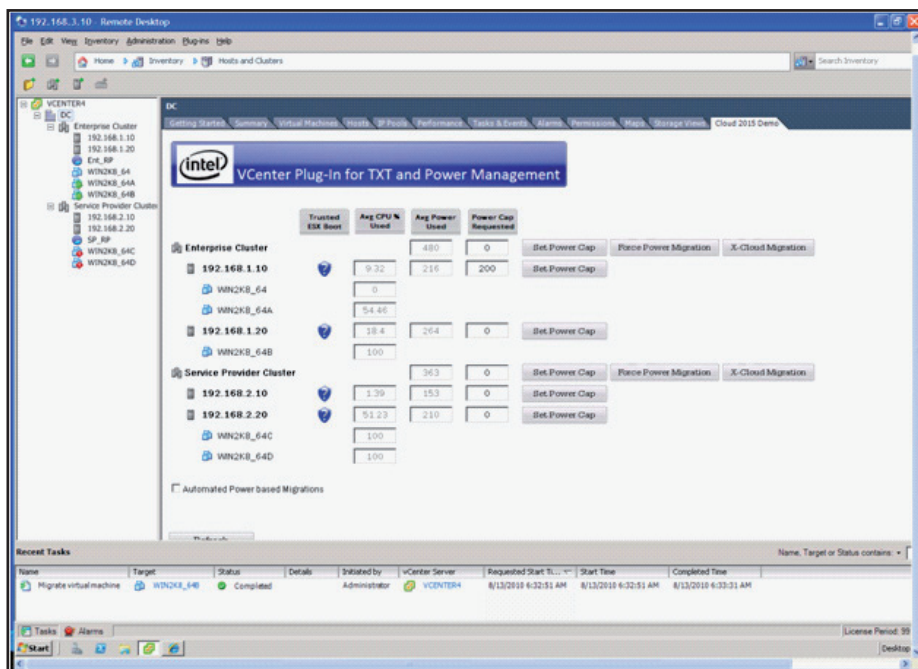 192.168.3.10 - Remote Desktop
File Edit View Inventory Administration Plug-ins Help
Home Inventory Hosts and Clusters Search Inventory
VCENTER4
DC
Enterprise Cluster
192.168.1.10
192.168.1.20
Ent_RP
WIN2K8_64
WIN2K8_64A
WIN2K8_64B
Service Provider Cluster
192.168.2.10
192.168.2.20
SP_RP
WIN2K8_64C
WIN2K8_64D
DC
Getting Started Summary Virtual Machines Hosts IP Pools Performance Tasks & Events Alarms Permissions Maps Storage Views Cloud 2015 Demo
intel VCenter Plug-In for TXT and Power Management
Trusted ESX Boot Avg CPU % Used Avg Power Used Power Cap Requested
Enterprise Cluster 480 0 Set Power Cap Force Power Migration X-Cloud Migration
192.168.1.10 9.32 216 200 Set Power Cap
WIN2K8_64 0
WIN2K8_64A 54.46
192.168.1.20 18.4 264 0 Set Power Cap
WIN2K8_64B 100
Service Provider Cluster 363 0 Set Power Cap Force Power Migration X-Cloud Migration
192.168.2.10 1.39 153 0 Set Power Cap
192.168.2.20 51.23 210 0 Set Power Cap
WIN2K8_64C 100
WIN2K8_64D 100
Automated Power based Migrations
Refresh
Recent Tasks Name, Target or Status contains:
Name Target Status Details Initiated by vCenter Server Requested Start Ti... Start Time Completed Time
Migrate virtual machine WIN2K8_64B Completed Administrator VCENTER4 8/13/2010 6:32:51 AM 8/13/2010 6:32:51 AM 8/13/2010 6:33:31 AM
Tasks Alarms License Period: 99
Start Desktop